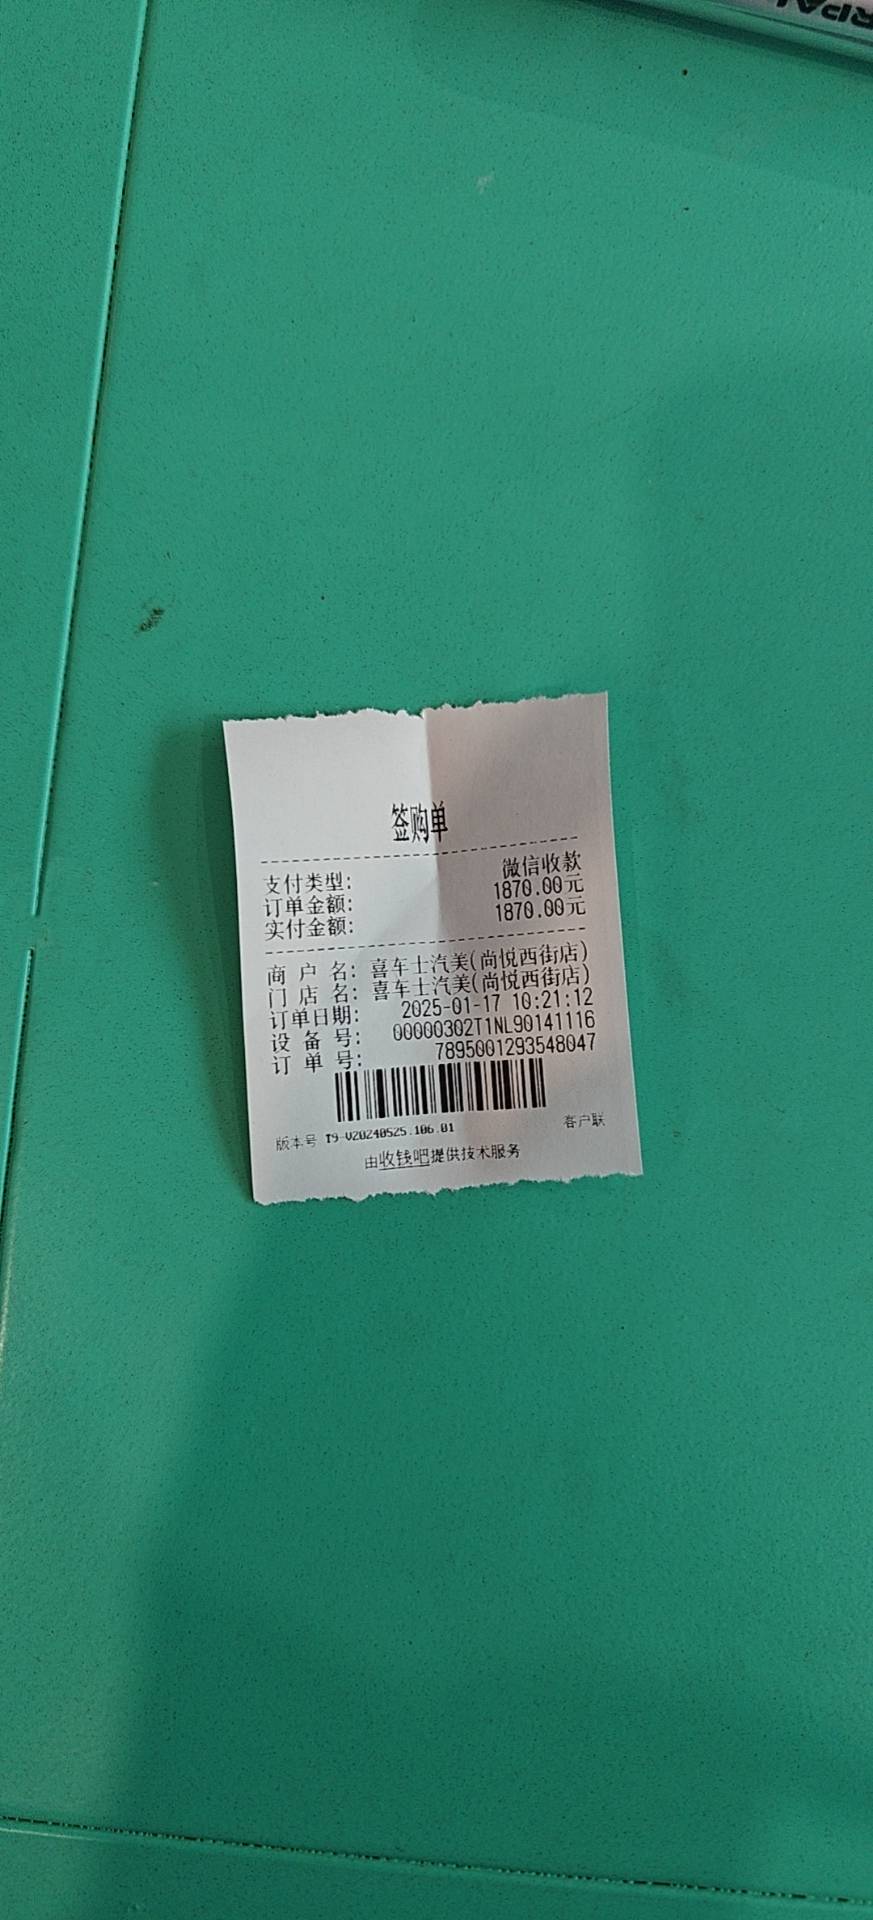 签购单
支付类型: 微信收款
订单金额: 1870.00元
实付金额: 1870.00元
商 户 名: 喜车士汽美(尚悦西街店)
门 店 名: 喜车士汽美(尚悦西街店)
订单日期: 2025-01-17 10:21:12
设 备 号: 00000302T1NL90141116
订 单 号: 7895001293548047
版本号 T9-V20240525.106.01 客户联
由收钱吧提供技术服务